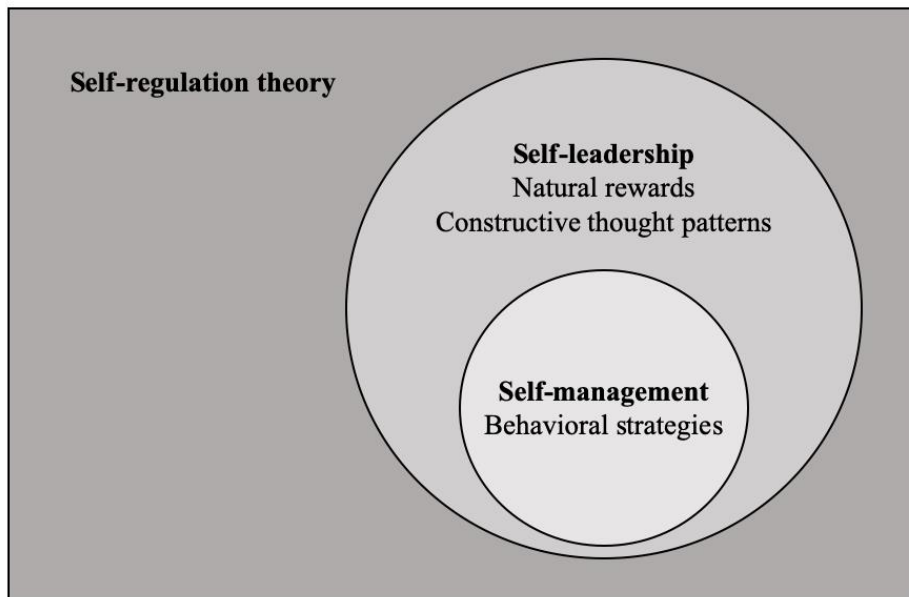 Self-regulation theory
Self-leadership
Natural rewards
Constructive thought patterns
Self-management
Behavioral strategies